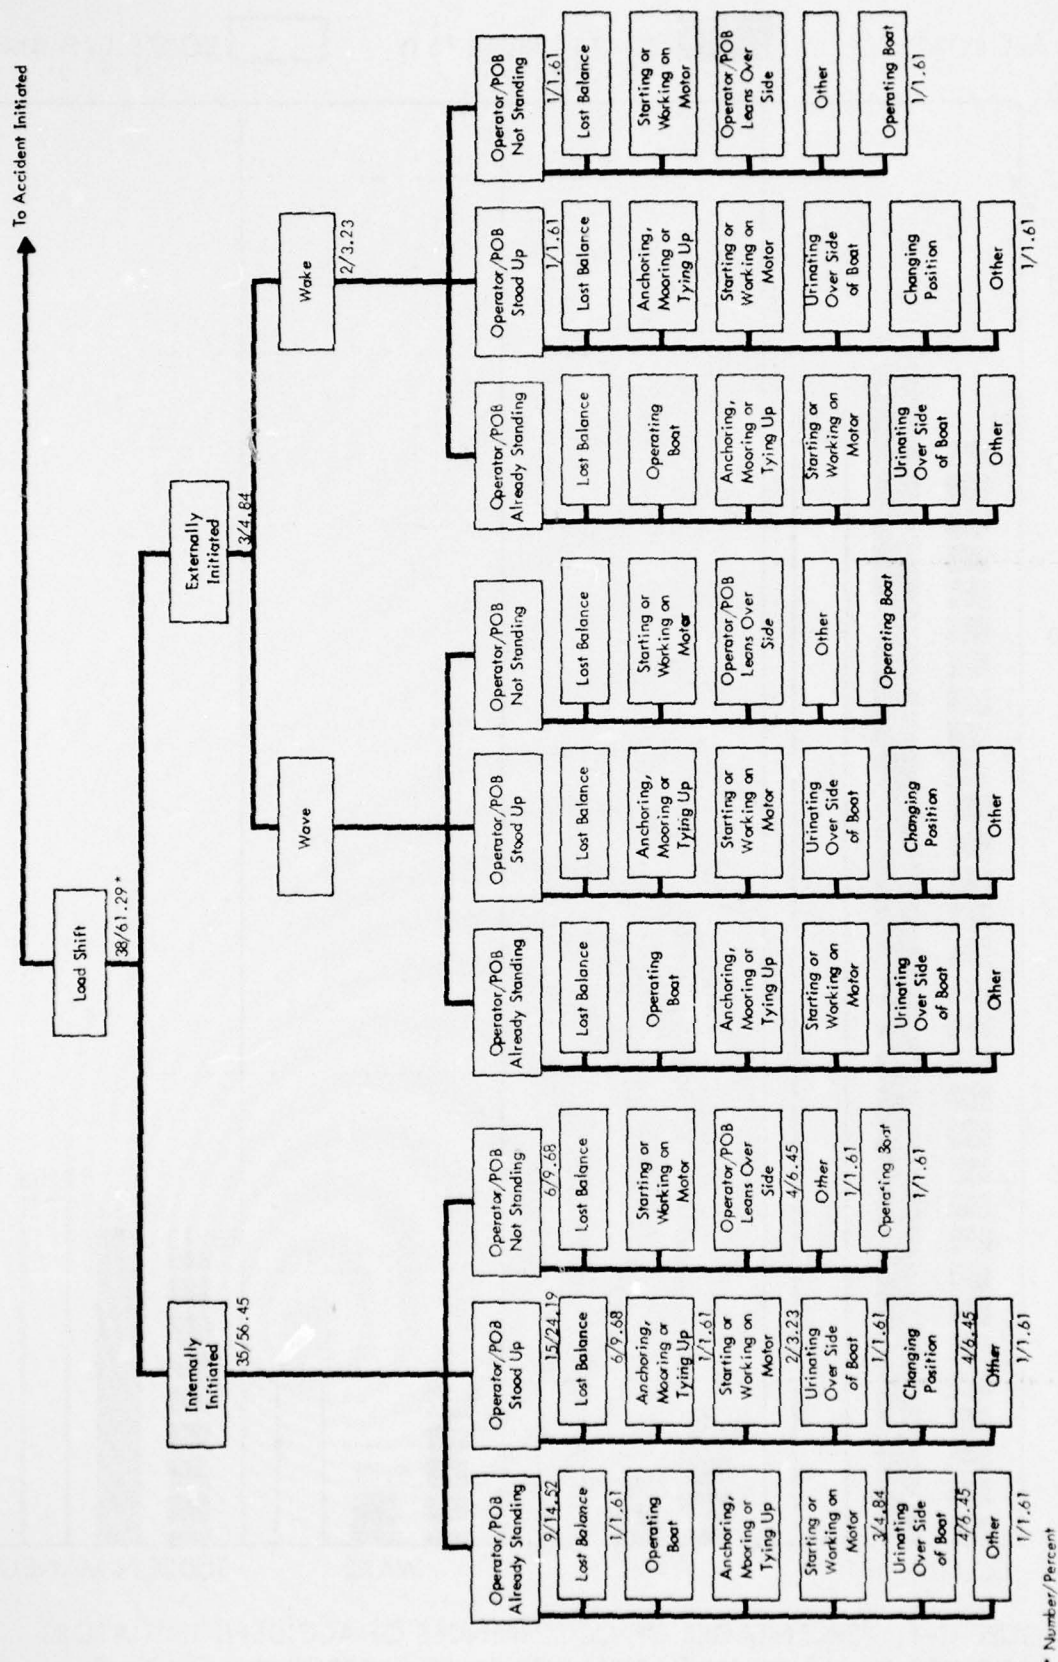 To Accident Initiated
Load Shift
38/61.29*
Internally
Initiated
35/56.45
Externally
Initiated
3/4.84
Wave
Wake
2/3.23
Operator/POB
Already Standing
9/14.52
Lost Balance
1/1.61
Operating
Boat
Anchoring,
Mooring or
Tying Up
Starting or
Working on
Motor
3/4.84
Urinating
Over Side
of Boat
4/6.45
Other
1/1.61
Operator/POB
Stood Up
15/24.19
Lost Balance
6/9.68
Anchoring,
Mooring or
Tying Up
1/1.61
Starting or
Working on
Motor
2/3.23
Urinating
Over Side
of Boat
1/1.61
Changing
Position
4/6.45
Other
1/1.61
Operator/POB
Not Standing
6/9.68
Lost Balance
Starting or
Working on
Motor
Operator/POB
Leans Over
Side
4/6.45
Other
1/1.61
Operating Boat
1/1.61
Operator/POB
Already Standing
Lost Balance
Operating
Boat
Anchoring,
Mooring or
Tying Up
Starting or
Working on
Motor
Urinating
Over Side
of Boat
Other
Operator/POB
Stood Up
Lost Balance
Anchoring,
Mooring or
Tying Up
Starting or
Working on
Motor
Urinating
Over Side
of Boat
Changing
Position
Other
Operator/POB
Not Standing
Lost Balance
Starting or
Working on
Motor
Operator/POB
Leans Over
Side
Other
Operating Boat
Operator/POB
Already Standing
Lost Balance
Operating
Boat
Anchoring,
Mooring or
Tying Up
Starting or
Working on
Motor
Urinating
Over Side
of Boat
Other
Operator/POB
Stood Up
1/1.61
Lost Balance
Anchoring,
Mooring or
Tying Up
Starting or
Working on
Motor
Urinating
Over Side
of Boat
Changing
Position
Other
1/1.61
Operator/POB
Not Standing
1/1.61
Lost Balance
Starting or
Working on
Motor
Operator/POB
Leans Over
Side
Other
Operating Boat
1/1.61
* Number/Percent